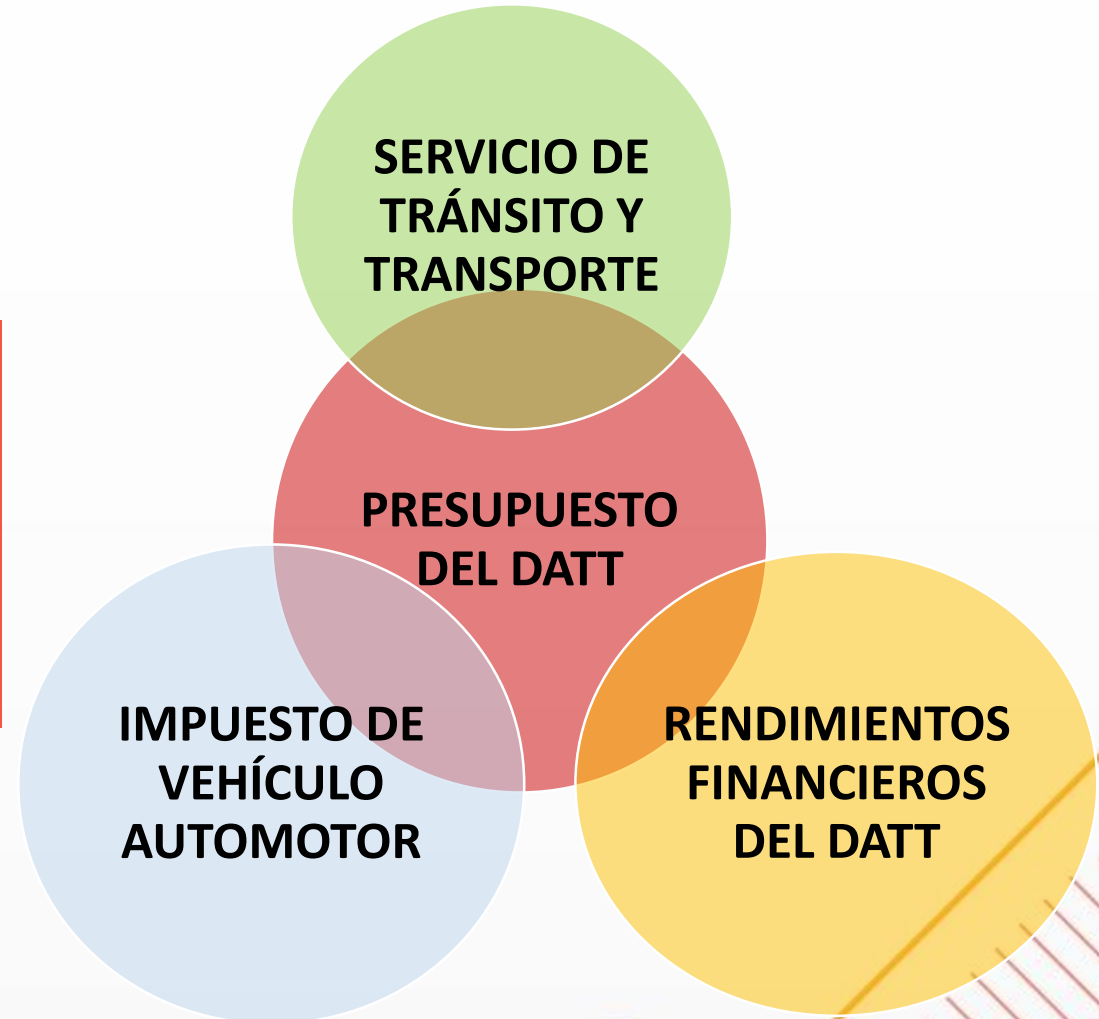 SERVICIO DE
TRÁNSITO Y
TRANSPORTE
PRESUPUESTO
DEL DATT
IMPUESTO DE
VEHÍCULO
AUTOMOTOR
RENDIMIENTOS
FINANCIEROS
DEL DATT